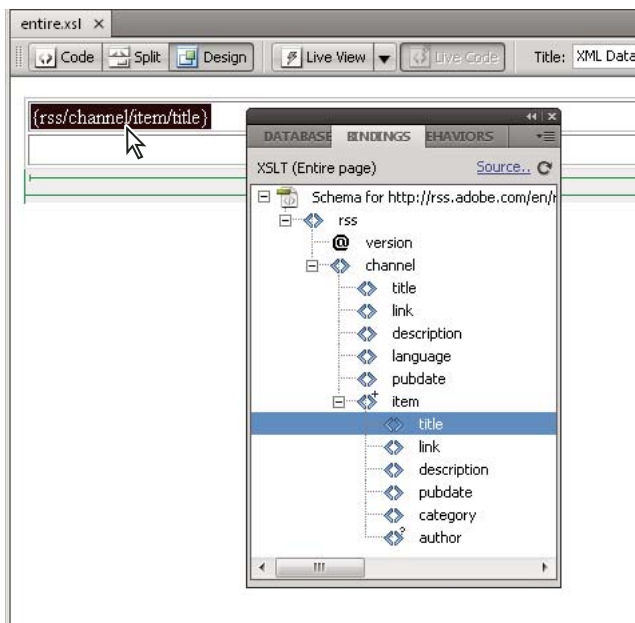 entire.xsl
Code Split Design Live View Live Code Title: XML Data
{rss/channel/item/title}
DATABASE BINDINGS EHAVIORS
XSLT (Entire page) Source..
Schema for http://rss.adobe.com/en/r
rss
@ version
channel
title
link
description
language
pubdate
item
title
link
description
pubdate
category
author